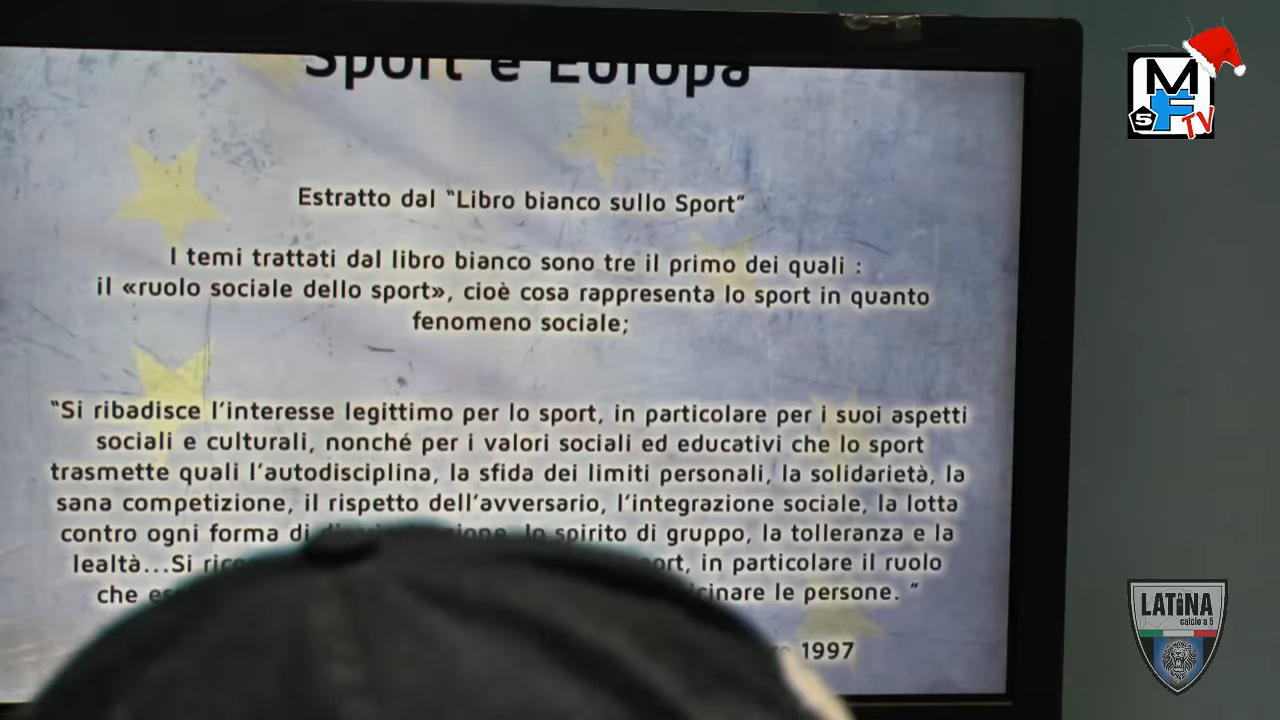 Sport e Europa
M
5 F TV
Estratto dal “Libro bianco sullo Sport”
I temi trattati dal libro bianco sono tre il primo dei quali :
il «ruolo sociale dello sport», cioè cosa rappresenta lo sport in quanto
fenomeno sociale;
“Si ribadisce l’interesse legittimo per lo sport, in particolare per i suoi aspetti
sociali e culturali, nonché per i valori sociali ed educativi che lo sport
trasmette quali l’autodisciplina, la sfida dei limiti personali, la solidarietà, la
sana competizione, il rispetto dell’avversario, l’integrazione sociale, la lotta
contro ogni forma di lo spirito di gruppo, la tolleranza e la
lealtà...Si in particolare il ruolo
che le persone. “
1997
LATINA
calcio a 5